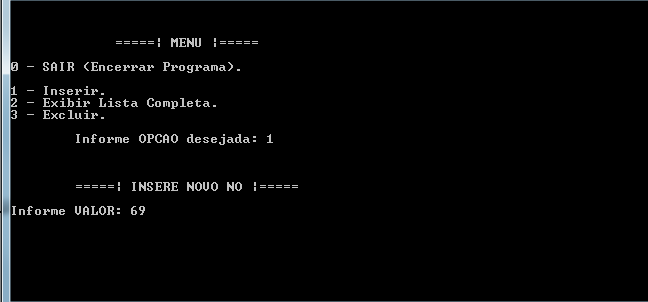 =====¦ MENU ¦=====
0 - SAIR (Encerrar Programa).
1 - Inserir.
2 - Exibir Lista Completa.
3 - Excluir.
Informe OPCAO desejada: 1
=====¦ INSERE NOVO NO ¦=====
Informe VALOR: 69